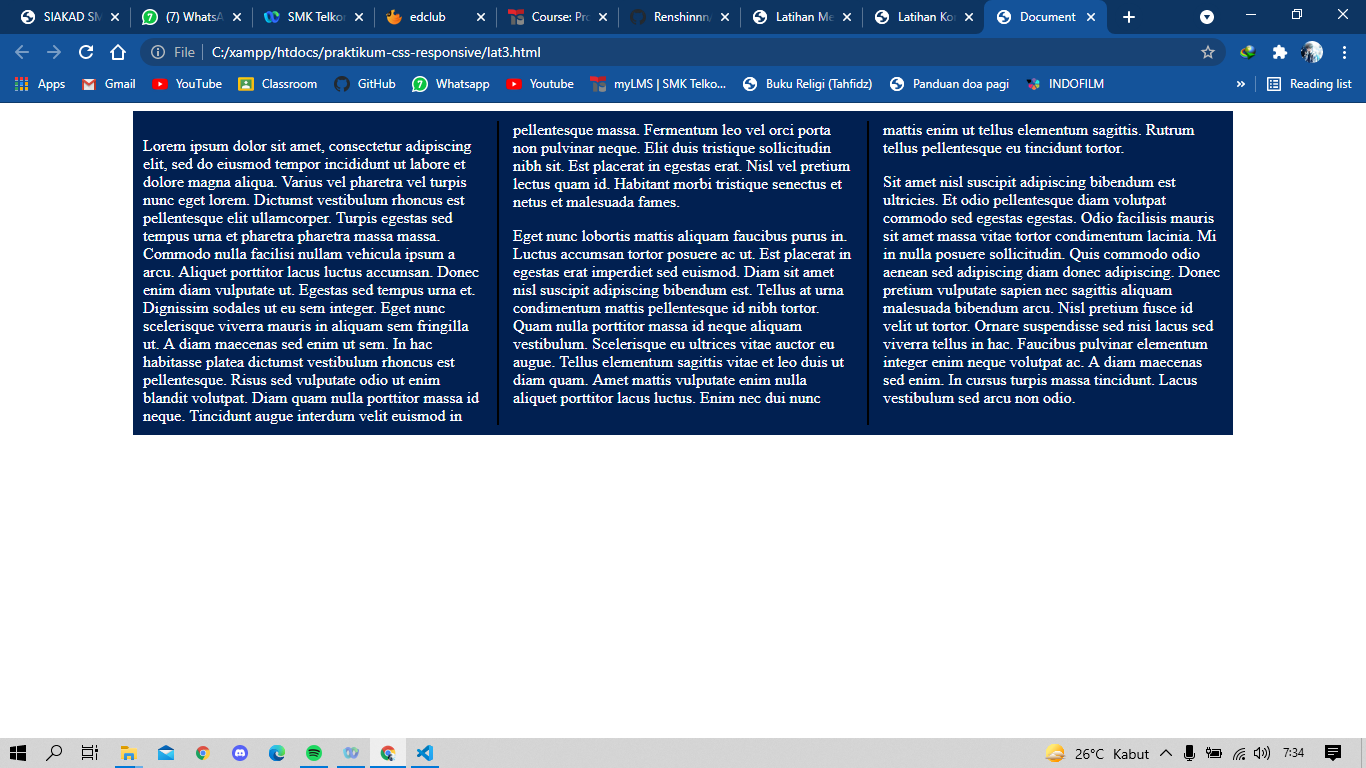 SIAKAD SM
(7) WhatsA
SMK Telko
edclub
Course: Pr
Renshinnn/
Latihan Me
Latihan Ko
Document
File
C:/xampp/htdocs/praktikum-css-responsive/lat3.html
Apps
Gmail
YouTube
Classroom
GitHub
Whatsapp
Youtube
myLMS | SMK Telko...
Buku Religi (Tahfidz)
Panduan doa pagi
INDOFILM
»
Reading list
Lorem ipsum dolor sit amet, consectetur adipiscing
elit, sed do eiusmod tempor incididunt ut labore et
dolore magna aliqua. Varius vel pharetra vel turpis
nunc eget lorem. Dictumst vestibulum rhoncus est
pellentesque elit ullamcorper. Turpis egestas sed
tempus urna et pharetra pharetra massa massa.
Commodo nulla facilisi nullam vehicula ipsum a
arcu. Aliquet porttitor lacus luctus accumsan. Donec
enim diam vulputate ut. Egestas sed tempus urna et.
Dignissim sodales ut eu sem integer. Eget nunc
scelerisque viverra mauris in aliquam sem fringilla
ut. A diam maecenas sed enim ut sem. In hac
habitasse platea dictumst vestibulum rhoncus est
pellentesque. Risus sed vulputate odio ut enim
blandit volutpat. Diam quam nulla porttitor massa id
neque. Tincidunt augue interdum velit euismod in
pellentesque massa. Fermentum leo vel orci porta
non pulvinar neque. Elit duis tristique sollicitudin
nibh sit. Est placerat in egestas erat. Nisl vel pretium
lectus quam id. Habitant morbi tristique senectus et
netus et malesuada fames.
Eget nunc lobortis mattis aliquam faucibus purus in.
Luctus accumsan tortor posuere ac ut. Est placerat in
egestas erat imperdiet sed euismod. Diam sit amet
nisl suscipit adipiscing bibendum est. Tellus at urna
condimentum mattis pellentesque id nibh tortor.
Quam nulla porttitor massa id neque aliquam
vestibulum. Scelerisque eu ultrices vitae auctor eu
augue. Tellus elementum sagittis vitae et leo duis ut
diam quam. Amet mattis vulputate enim nulla
aliquet porttitor lacus luctus. Enim nec dui nunc
mattis enim ut tellus elementum sagittis. Rutrum
tellus pellentesque eu tincidunt tortor.
Sit amet nisl suscipit adipiscing bibendum est
ultricies. Et odio pellentesque diam volutpat
commodo sed egestas egestas. Odio facilisis mauris
sit amet massa vitae tortor condimentum lacinia. Mi
in nulla posuere sollicitudin. Quis commodo odio
aenean sed adipiscing diam donec adipiscing. Donec
pretium vulputate sapien nec sagittis aliquam
malesuada bibendum arcu. Nisl pretium fusce id
velit ut tortor. Ornare suspendisse sed nisi lacus sed
viverra tellus in hac. Faucibus pulvinar elementum
integer enim neque volutpat ac. A diam maecenas
sed enim. In cursus turpis massa tincidunt. Lacus
vestibulum sed arcu non odio.
26°C Kabut
7:34